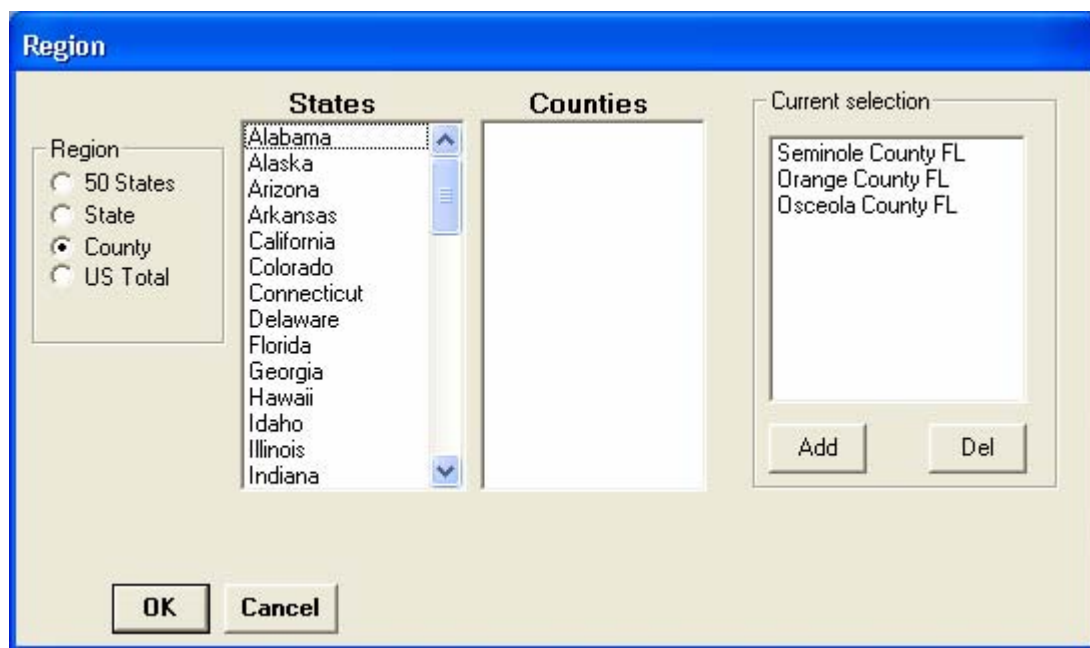 Region
Region
50 States
State
County
US Total
States
Alabama
Alaska
Arizona
Arkansas
California
Colorado
Connecticut
Delaware
Florida
Georgia
Hawaii
Idaho
Illinois
Indiana
Counties
Current selection
Seminole County FL
Orange County FL
Osceola County FL
Add
Del
OK
Cancel